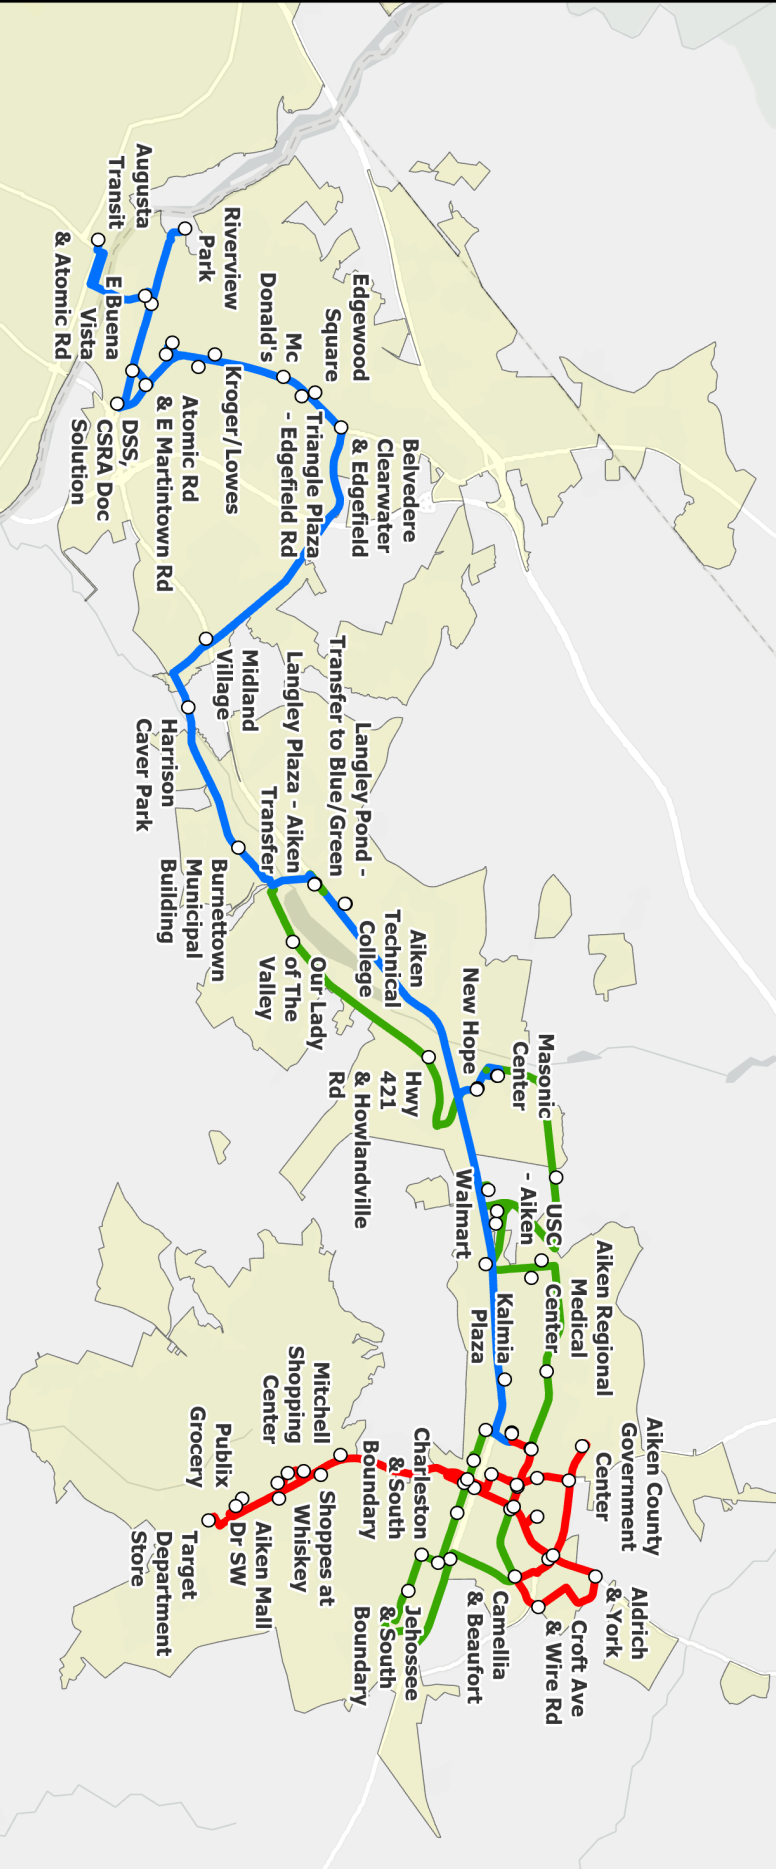 Augusta
Transit
Riverview
Park
E Buena
Vista
& Atomic Rd
DSS,
CSRA Doc
Solution
Atomic Rd
& E Martintown Rd
Kroger/Lowes
Mc
Donald's
Edgewood
Square
Triangle Plaza
- Edgefield Rd
Belvedere
Clearwater
& Edgefield
Midland
Village
Harrison
Caver Park
Burnettown
Municipal
Building
Langley Plaza - Aiken
Transfer
Langley Pond -
Transfer to Blue/Green
Our Lady
of The
Valley
Aiken
Technical
College
Hwy
421
& Howlandville
Rd
New Hope
Masonic
Center
Walmart
USC
- Aiken
Aiken Regional
Medical
Center
Kalmia
Plaza
Aiken County
Government
Center
Charleston
& South
Boundary
Mitchell
Shopping
Center
Shoppes at
Whiskey
Publix
Grocery
Aiken Mall
Dr SW
Target
Department
Store
Jehossee
& South
Boundary
Camellia
& Beaufort
Croft Ave
& Wire Rd
Aldrich
& York